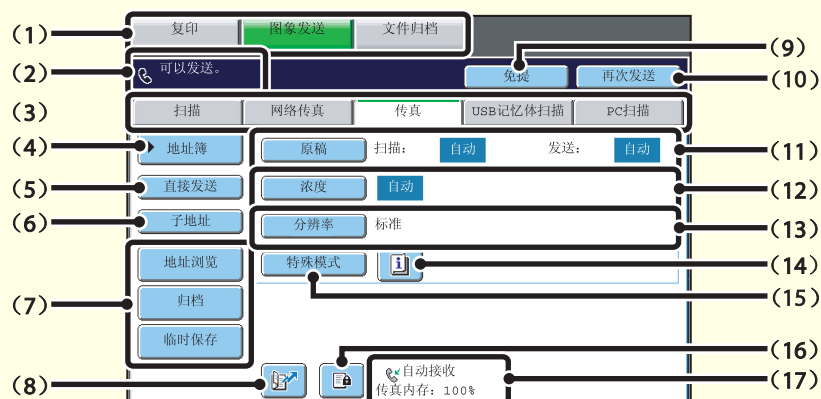 (1) 复印 图象发送 文件归档
(2) 可以发送。 免提 (9)
再次发送 (10)
(3) 扫描 网络传真 传真 USB记忆体扫描 PC扫描
(4) 地址簿 原稿 扫描: 自动 发送: 自动 (11)
(5) 直接发送 浓度 自动 (12)
(6) 子地址 分辨率 标准 (13)
地址浏览 特殊模式 (14)
(7) 归档 (15)
临时保存
(16)
(8) 自动接收 (17)
传真内存: 100%